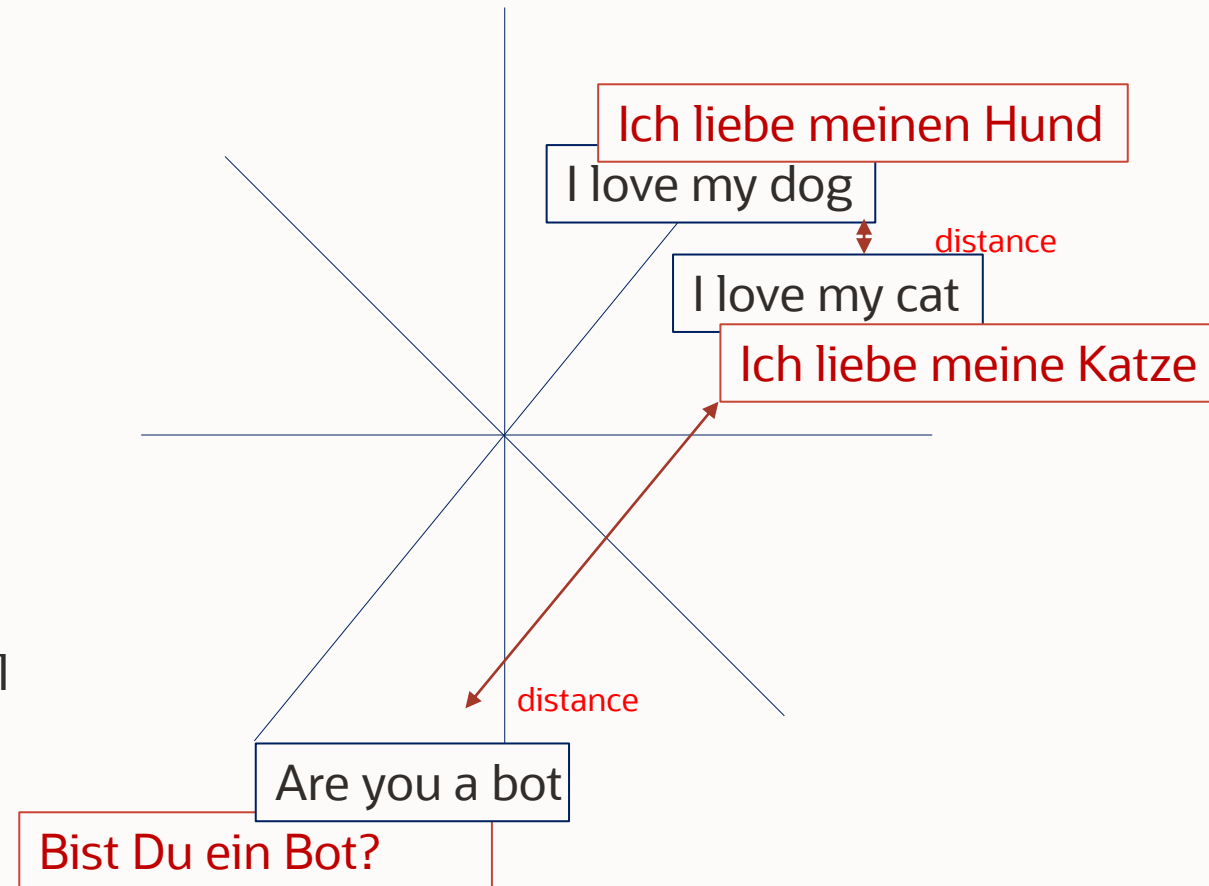 Ich liebe meinen Hund
I love my dog
distance
I love my cat
Ich liebe meine Katze
distance
Are you a bot
Bist Du ein Bot?